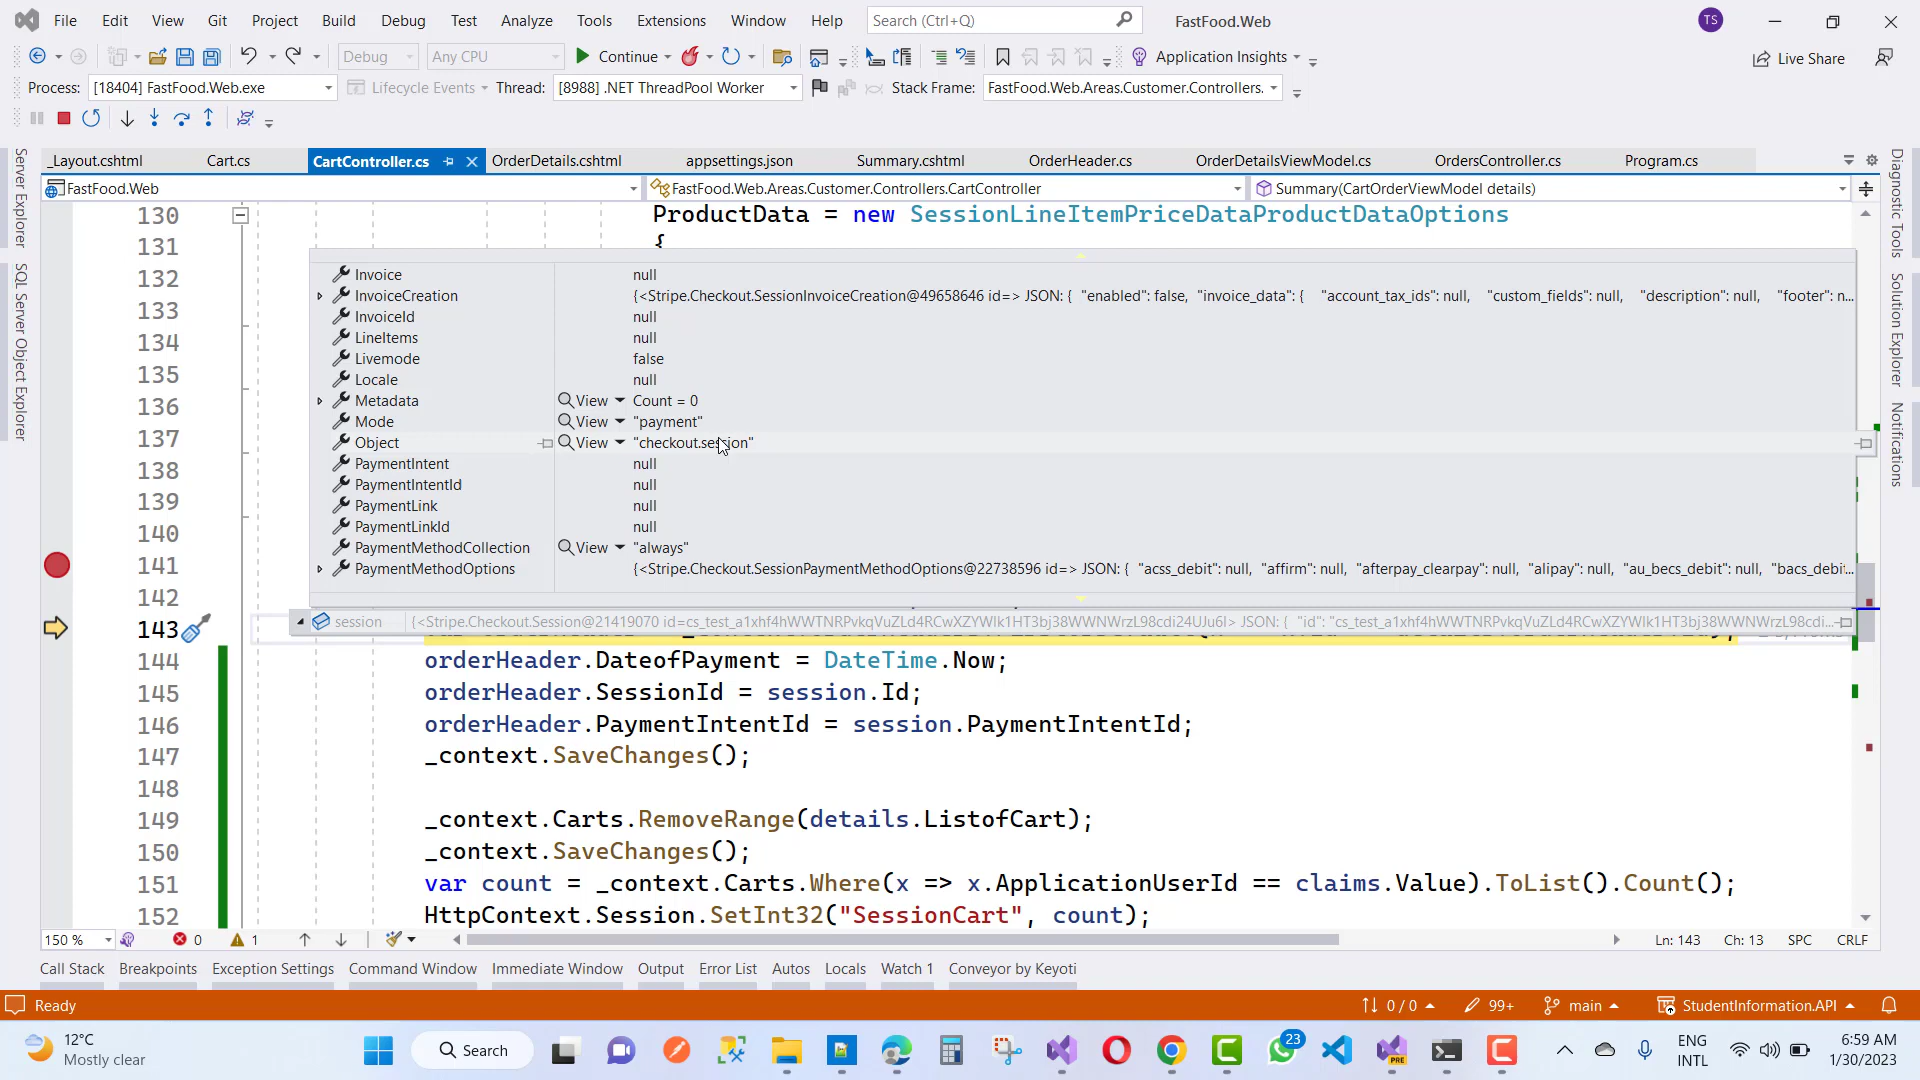 File Edit View Git Project Build Debug Test Analyze Tools Extensions Window Help Search (Ctrl+Q) FastFood.Web TS
Debug Any CPU Continue Application Insights Live Share
Process: [18404] FastFood.Web.exe Lifecycle Events Thread: [8988] .NET ThreadPool Worker Stack Frame: FastFood.Web.Areas.Customer.Controllers.
_Layout.cshtml Cart.cs CartController.cs OrderDetails.cshtml appsettings.json Summary.cshtml OrderHeader.cs OrderDetailsViewModel.cs OrdersController.cs Program.cs
FastFood.Web FastFood.Web.Areas.Customer.Controllers.CartController Summary(CartOrderViewModel details)
Server Explorer
SQL Server Object Explorer
Diagnostic Tools
Solution Explorer
Notifications
130 ProductData = new SessionLineItemPriceDataProductDataOptions
131 {
132
133
134
135
136
137
138
139
140
141
142
143
Invoice null
InvoiceCreation {<Stripe.Checkout.SessionInvoiceCreation@49658646 id=> JSON: { "enabled": false, "invoice_data": { "account_tax_ids": null, "custom_fields": null, "description": null, "footer": n...
InvoiceId null
LineItems null
Livemode false
Locale null
Metadata View Count = 0
Mode View "payment"
Object View "checkout.session"
PaymentIntent null
PaymentIntentId null
PaymentLink null
PaymentLinkId null
PaymentMethodCollection View "always"
PaymentMethodOptions {<Stripe.Checkout.SessionPaymentMethodOptions@22738596 id=> JSON: { "acss_debit": null, "affirm": null, "afterpay_clearpay": null, "alipay": null, "au_becs_debit": null, "bacs_debit...
session {<Stripe.Checkout.Session@21419070
144 orderHeader.DateofPayment = DateTime.Now;
145 orderHeader.SessionId = session.Id;
146 orderHeader.PaymentIntentId = session.PaymentIntentId;
147 _context.SaveChanges();
148
149 _context.Carts.RemoveRange(details.ListofCart);
150 _context.SaveChanges();
151 var count = _context.Carts.Where(x => x.ApplicationUserId == claims.Value).ToList().Count();
152 HttpContext.Session.SetInt32("SessionCart", count);
150 % 0 1 Ln: 143 Ch: 13 SPC CRLF
Call Stack Breakpoints Exception Settings Command Window Immediate Window Output Error List Autos Locals Watch 1 Conveyor by Keyoti
Ready 0 / 0 99+ main StudentInformation.API
12°C
Mostly clear
Search
PRE
23
ENG
INTL
6:59 AM
1/30/2023